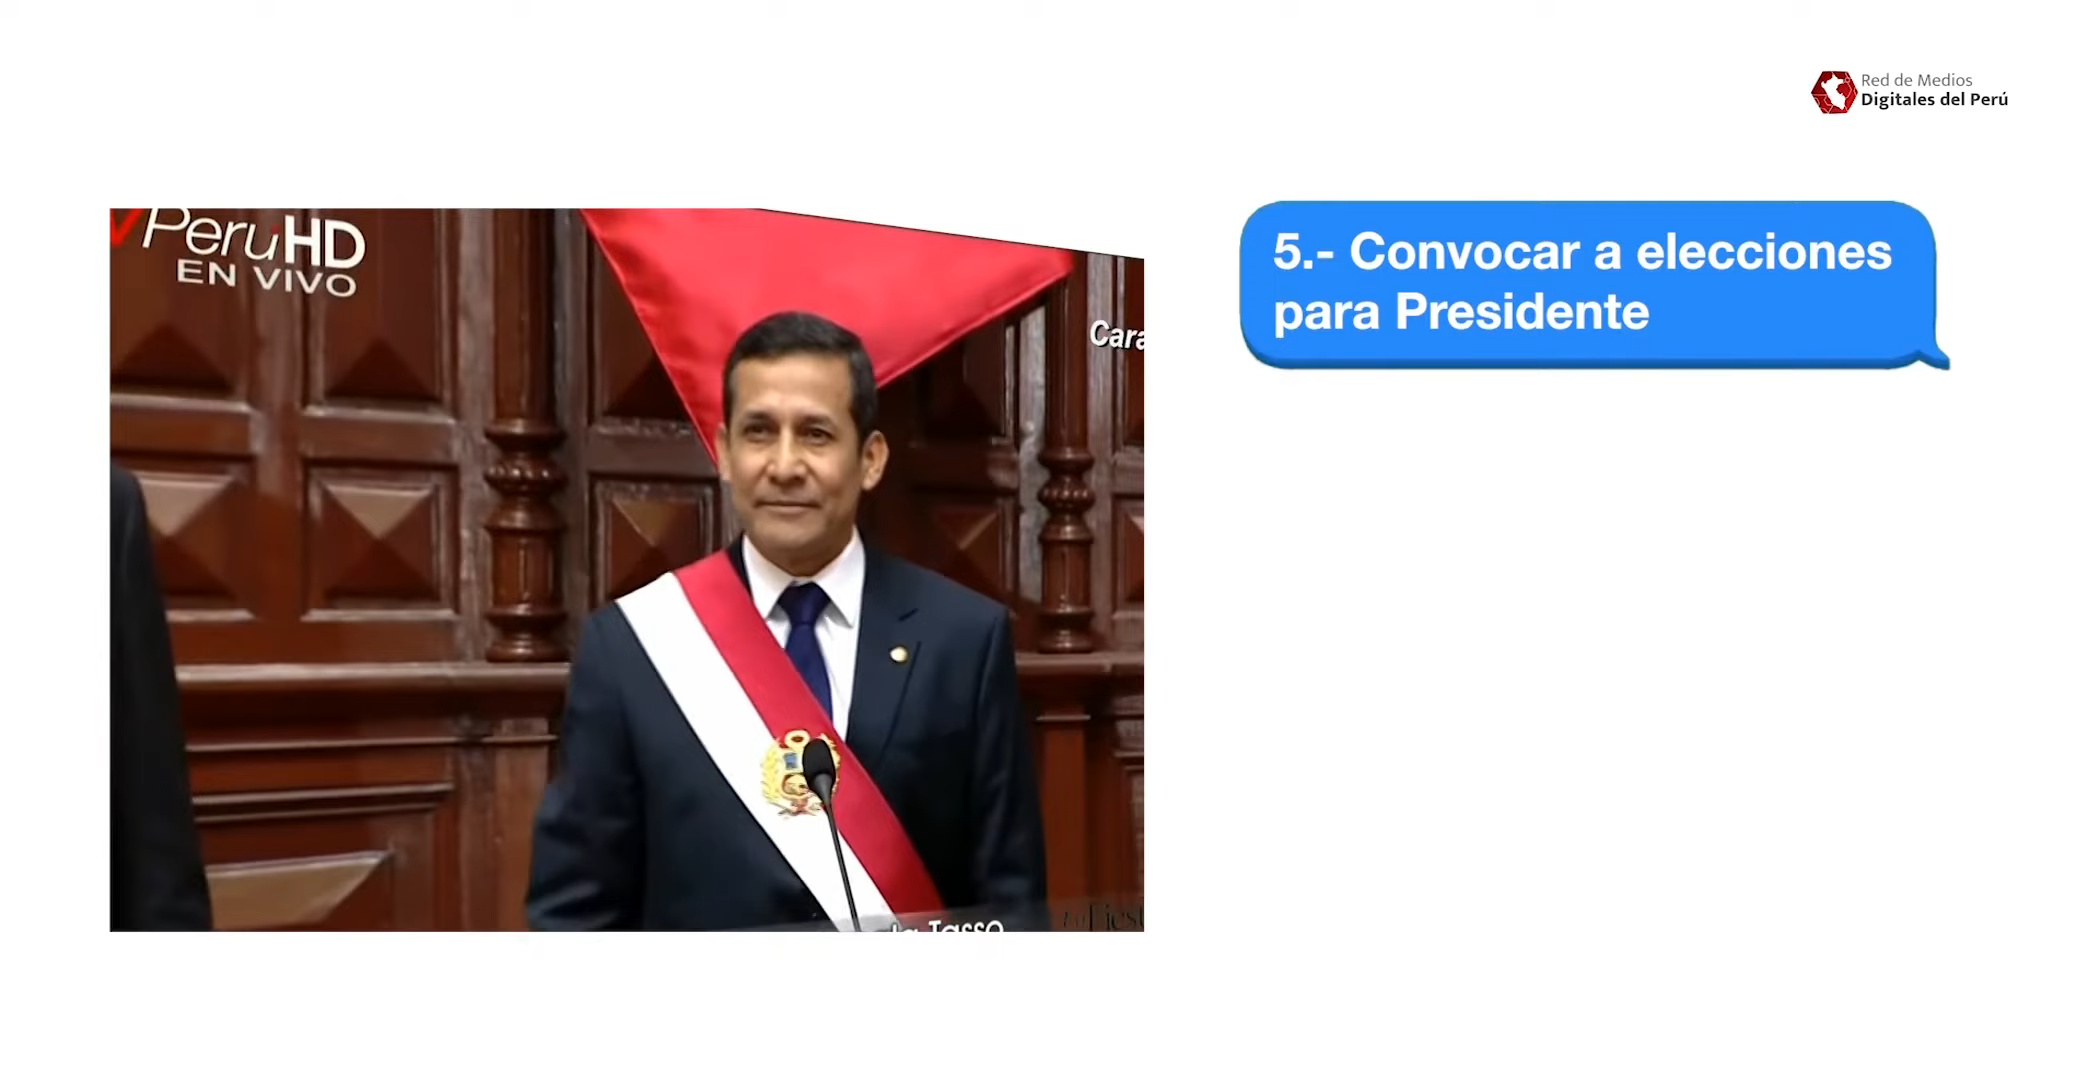 Red de Medios
Digitales del Perú
PeruHD
EN VIVO
5.- Convocar a elecciones
para Presidente